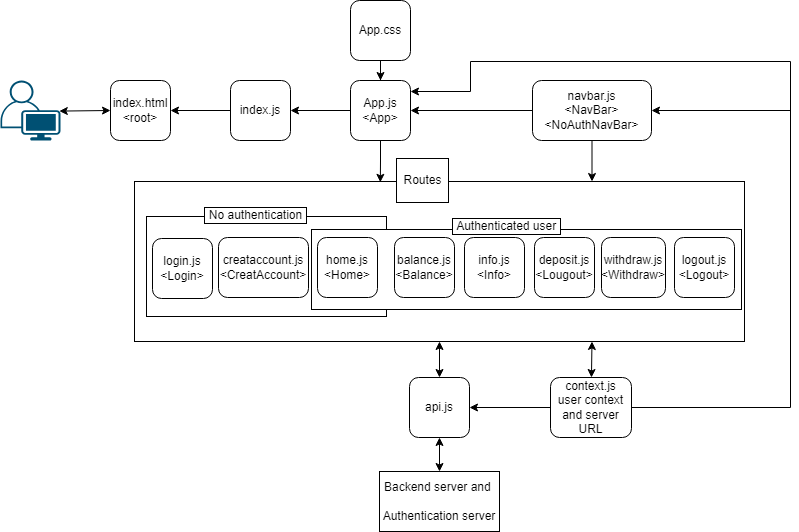 App.css
index.html
<root>
index.js
App.js
<App>
navbar.js
<NavBar>
<NoAuthNavBar>
Routes
No authentication
Authenticated user
login.js
<Login>
creataccount.js
<CreatAccount>
home.js
<Home>
balance.js
<Balance>
info.js
<Info>
deposit.js
<Lougout>
withdraw.js
<Withdraw>
logout.js
<Logout>
api.js
context.js
user context
and server
URL
Backend server and
Authentication server